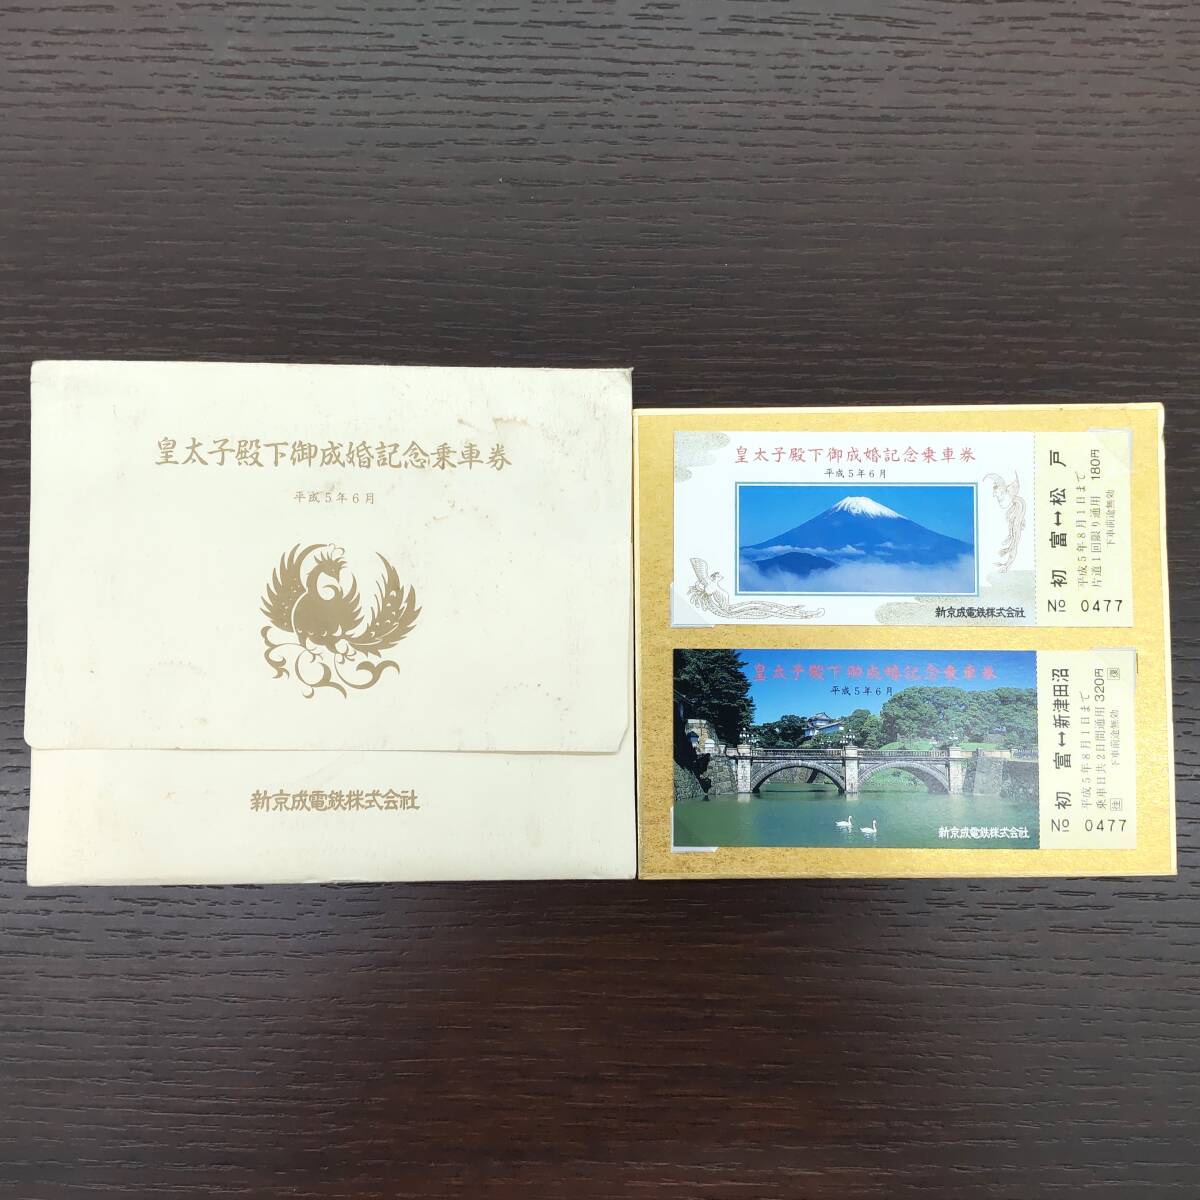 皇太子殿下御成婚記念乗車券
平成5年6月
新京成電鉄株式会社
皇太子殿下御成婚記念乗車券
平成5年6月
新京成電鉄株式会社
初富↔松戸
平成5年8月1日まで
片道1回限り通用 180円
下車前途無効
No 0477
皇太子殿下御成婚記念乗車券
平成5年6月
新京成電鉄株式会社
初富↔新津田沼
平成5年8月1日まで
乗車日共2日間通用 320円 復
往 下車前途無効
No 0477